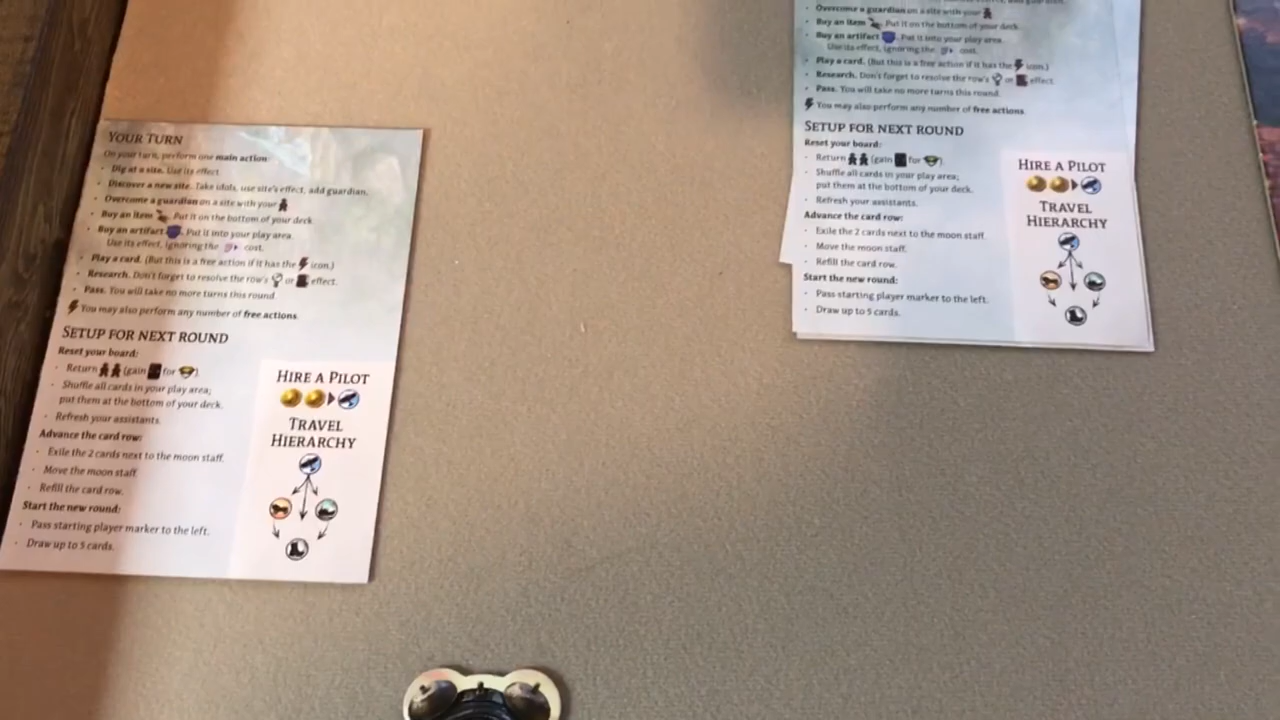 YOUR TURN
On your turn, perform one main action:
· Dig at a site. Use its effect.
· Discover a new site. Take idols, use site's effect, add guardian.
· Overcome a guardian on a site with your
· Buy an item . Put it on the bottom of your deck.
· Buy an artifact . Put it into your play area.
Use its effect, ignoring the cost.
· Play a card. (But this is a free action if it has the icon.)
· Research. Don't forget to resolve the row's or effect.
· Pass. You will take no more turns this round.
You may also perform any number of free actions.
SETUP FOR NEXT ROUND
Reset your board:
· Return (gain for ).
· Shuffle all cards in your play area;
put them at the bottom of your deck.
· Refresh your assistants.
Advance the card row:
· Exile the 2 cards next to the moon staff.
· Move the moon staff.
· Refill the card row.
Start the new round:
· Pass starting player marker to the left.
· Draw up to 5 cards.
HIRE A PILOT
TRAVEL
HIERARCHY
· Overcome a guardian on a site with your
· Buy an item . Put it on the bottom of your deck.
· Buy an artifact . Put it into your play area.
Use its effect, ignoring the cost.
· Play a card. (But this is a free action if it has the icon.)
· Research. Don't forget to resolve the row's or effect.
· Pass. You will take no more turns this round.
You may also perform any number of free actions.
SETUP FOR NEXT ROUND
Reset your board:
· Return (gain for ).
· Shuffle all cards in your play area;
put them at the bottom of your deck.
· Refresh your assistants.
Advance the card row:
· Exile the 2 cards next to the moon staff.
· Move the moon staff.
· Refill the card row.
Start the new round:
· Pass starting player marker to the left.
· Draw up to 5 cards.
HIRE A PILOT
TRAVEL
HIERARCHY